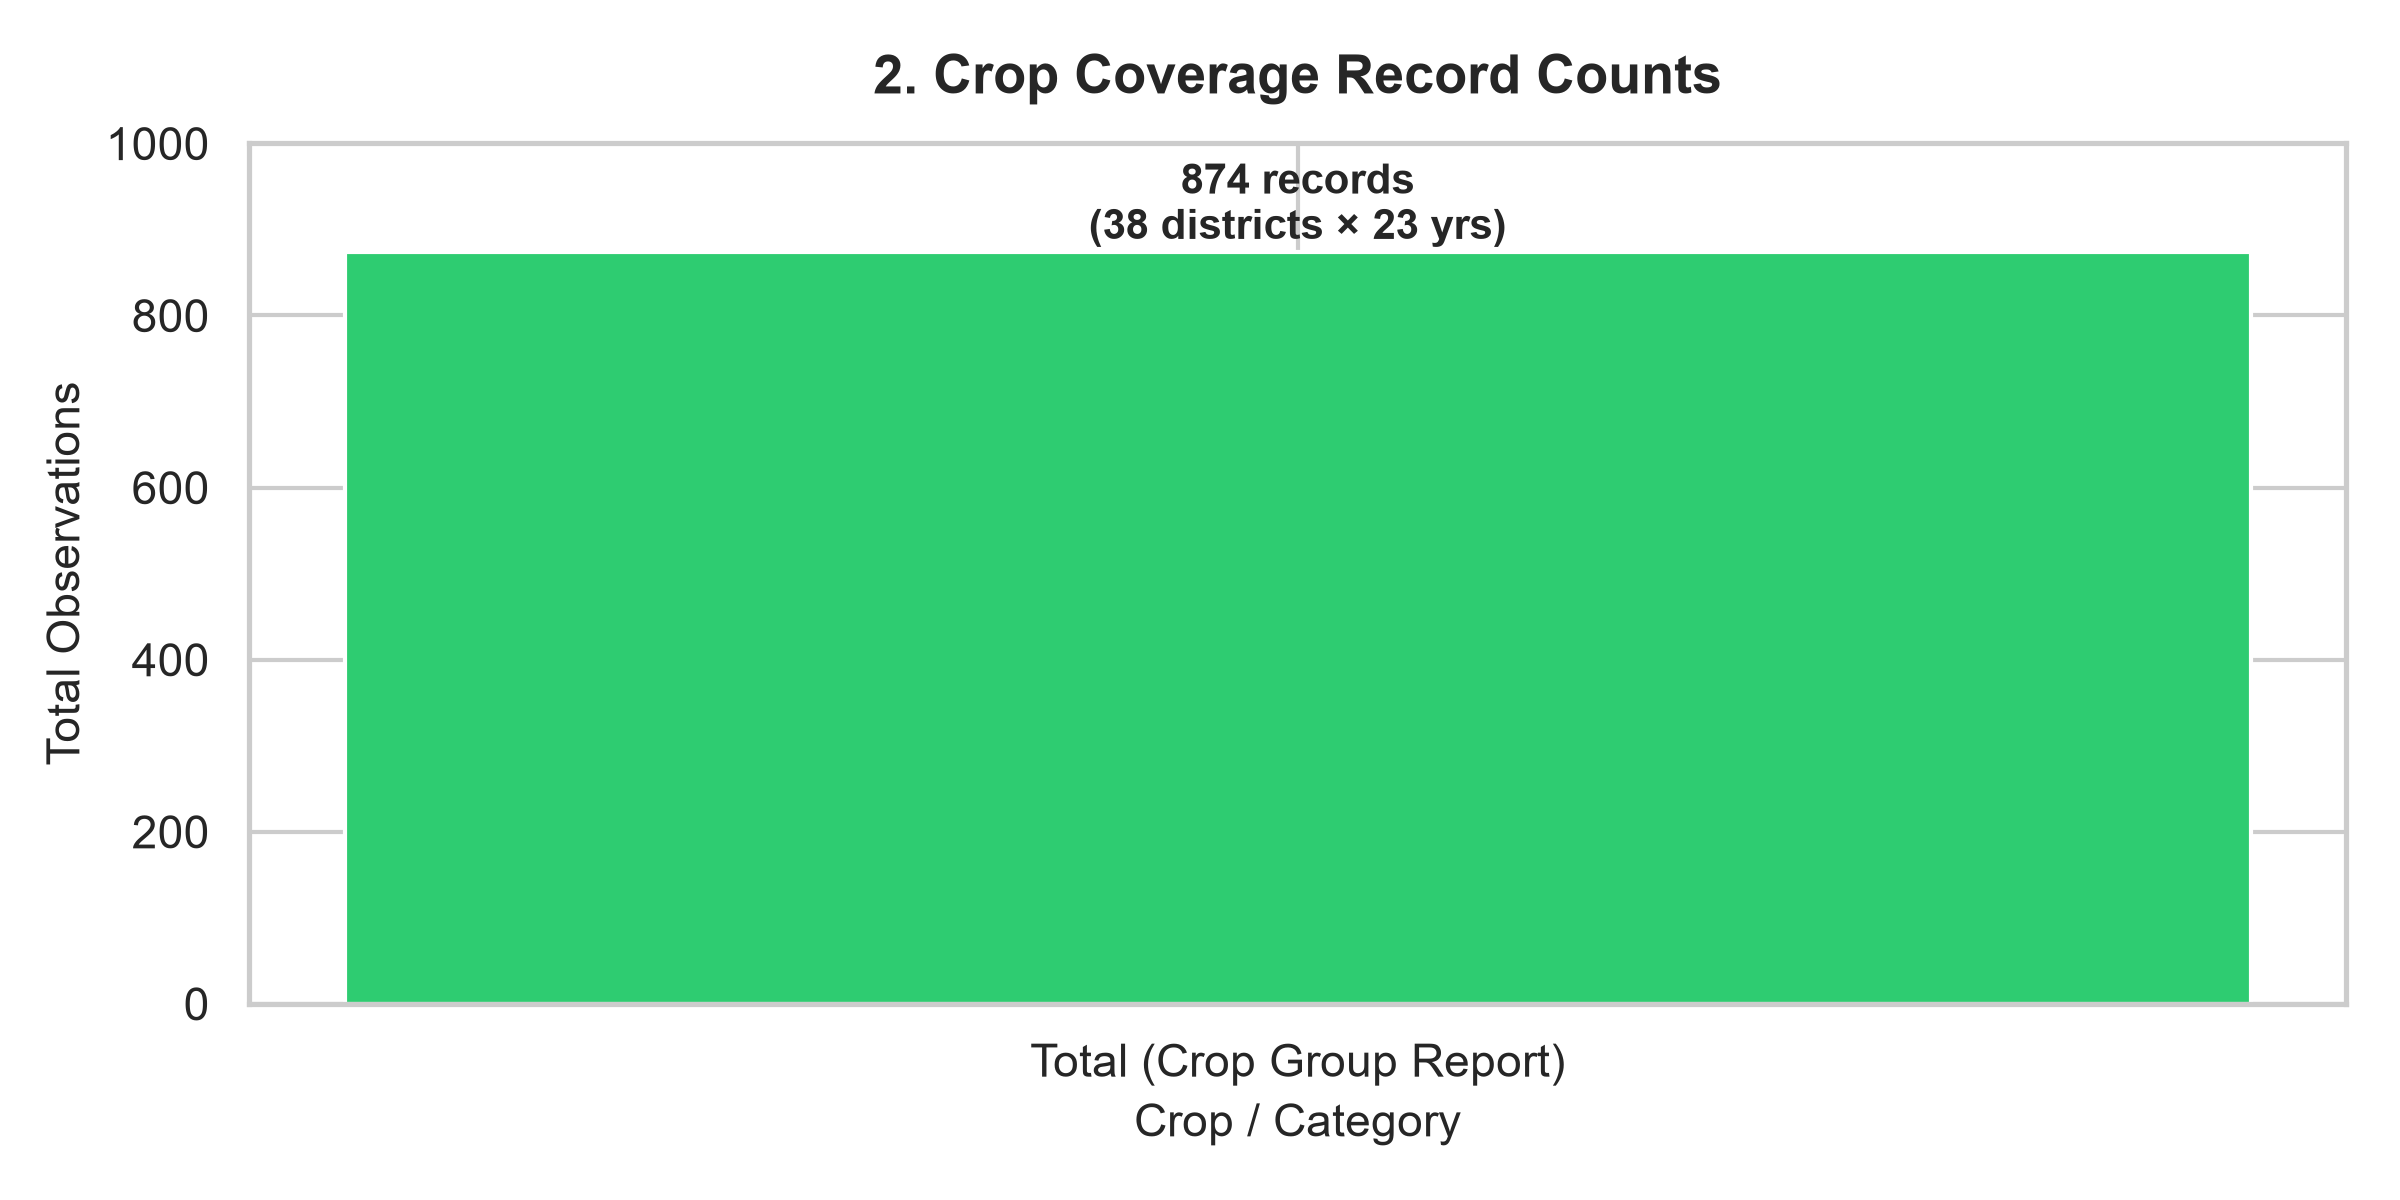 2. Crop Coverage Record Counts
1000
874 records
(38 districts × 23 yrs)
800
600
400
200
0
Total Observations
Total (Crop Group Report)
Crop / Category